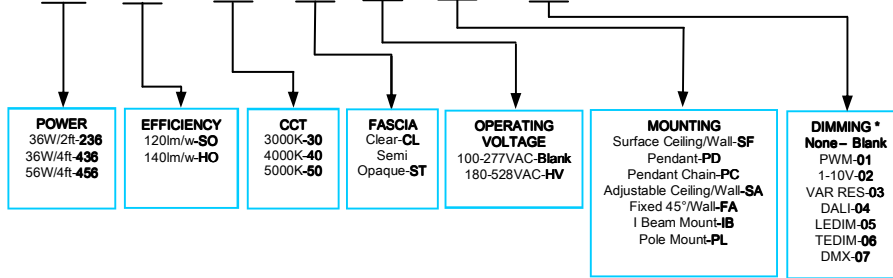 POWER
36W/2ft-236
36W/4ft-436
56W/4ft-456
EFFICIENCY
120lm/w-SO
140lm/w-HO
CCT
3000K-30
4000K-40
5000K-50
FASCIA
Clear-CL
Semi
Opaque-ST
OPERATING
VOLTAGE
100-277VAC-Blank
180-528VAC-HV
MOUNTING
Surface Ceiling/Wall-SF
Pendant-PD
Pendant Chain-PC
Adjustable Ceiling/Wall-SA
Fixed 45°/Wall-FA
I Beam Mount-IB
Pole Mount-PL
DIMMING *
None – Blank
PWM-01
1-10V-02
VAR RES-03
DALI-04
LEDIM-05
TEDIM-06
DMX-07